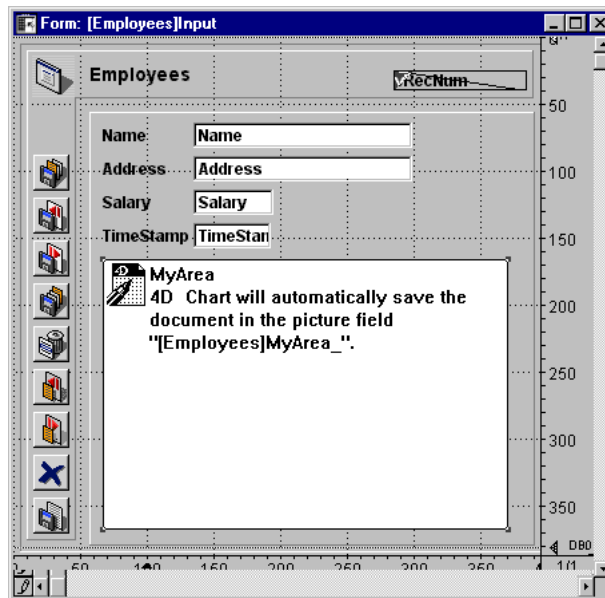 Form: [Employees]Input
Employees
vRecNum
50
Name Name
Address Address
100
Salary Salary
TimeStamp TimeStan
150
4D MyArea
4D Chart will automatically save the
200
document in the picture field
"[Employees]MyArea_".
250
300
350
DB0
50 100 150 200 250 300 350
1/1